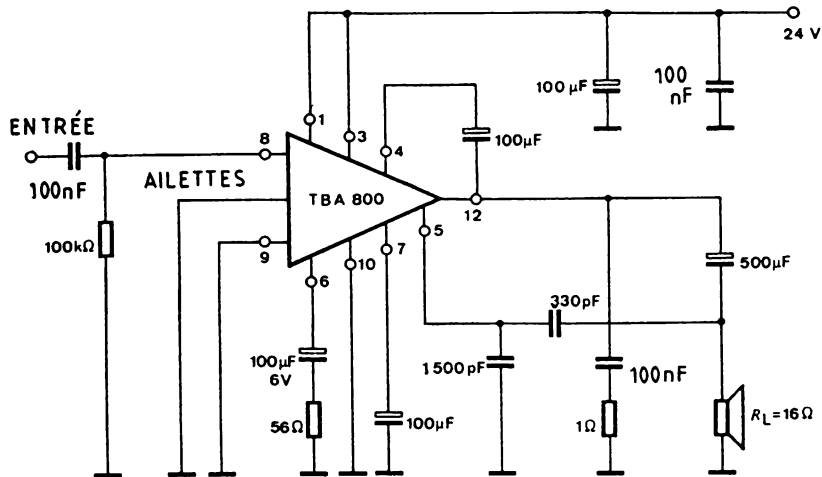 24 V
100 µF
100
nF
1
3
4
100µF
ENTRÉE
8
100nF
AILETTES
TBA 800
12
5
100kΩ
9
7
10
6
500µF
330pF
100µF
6V
1500pF
100nF
56Ω
100µF
1Ω
RL=16Ω